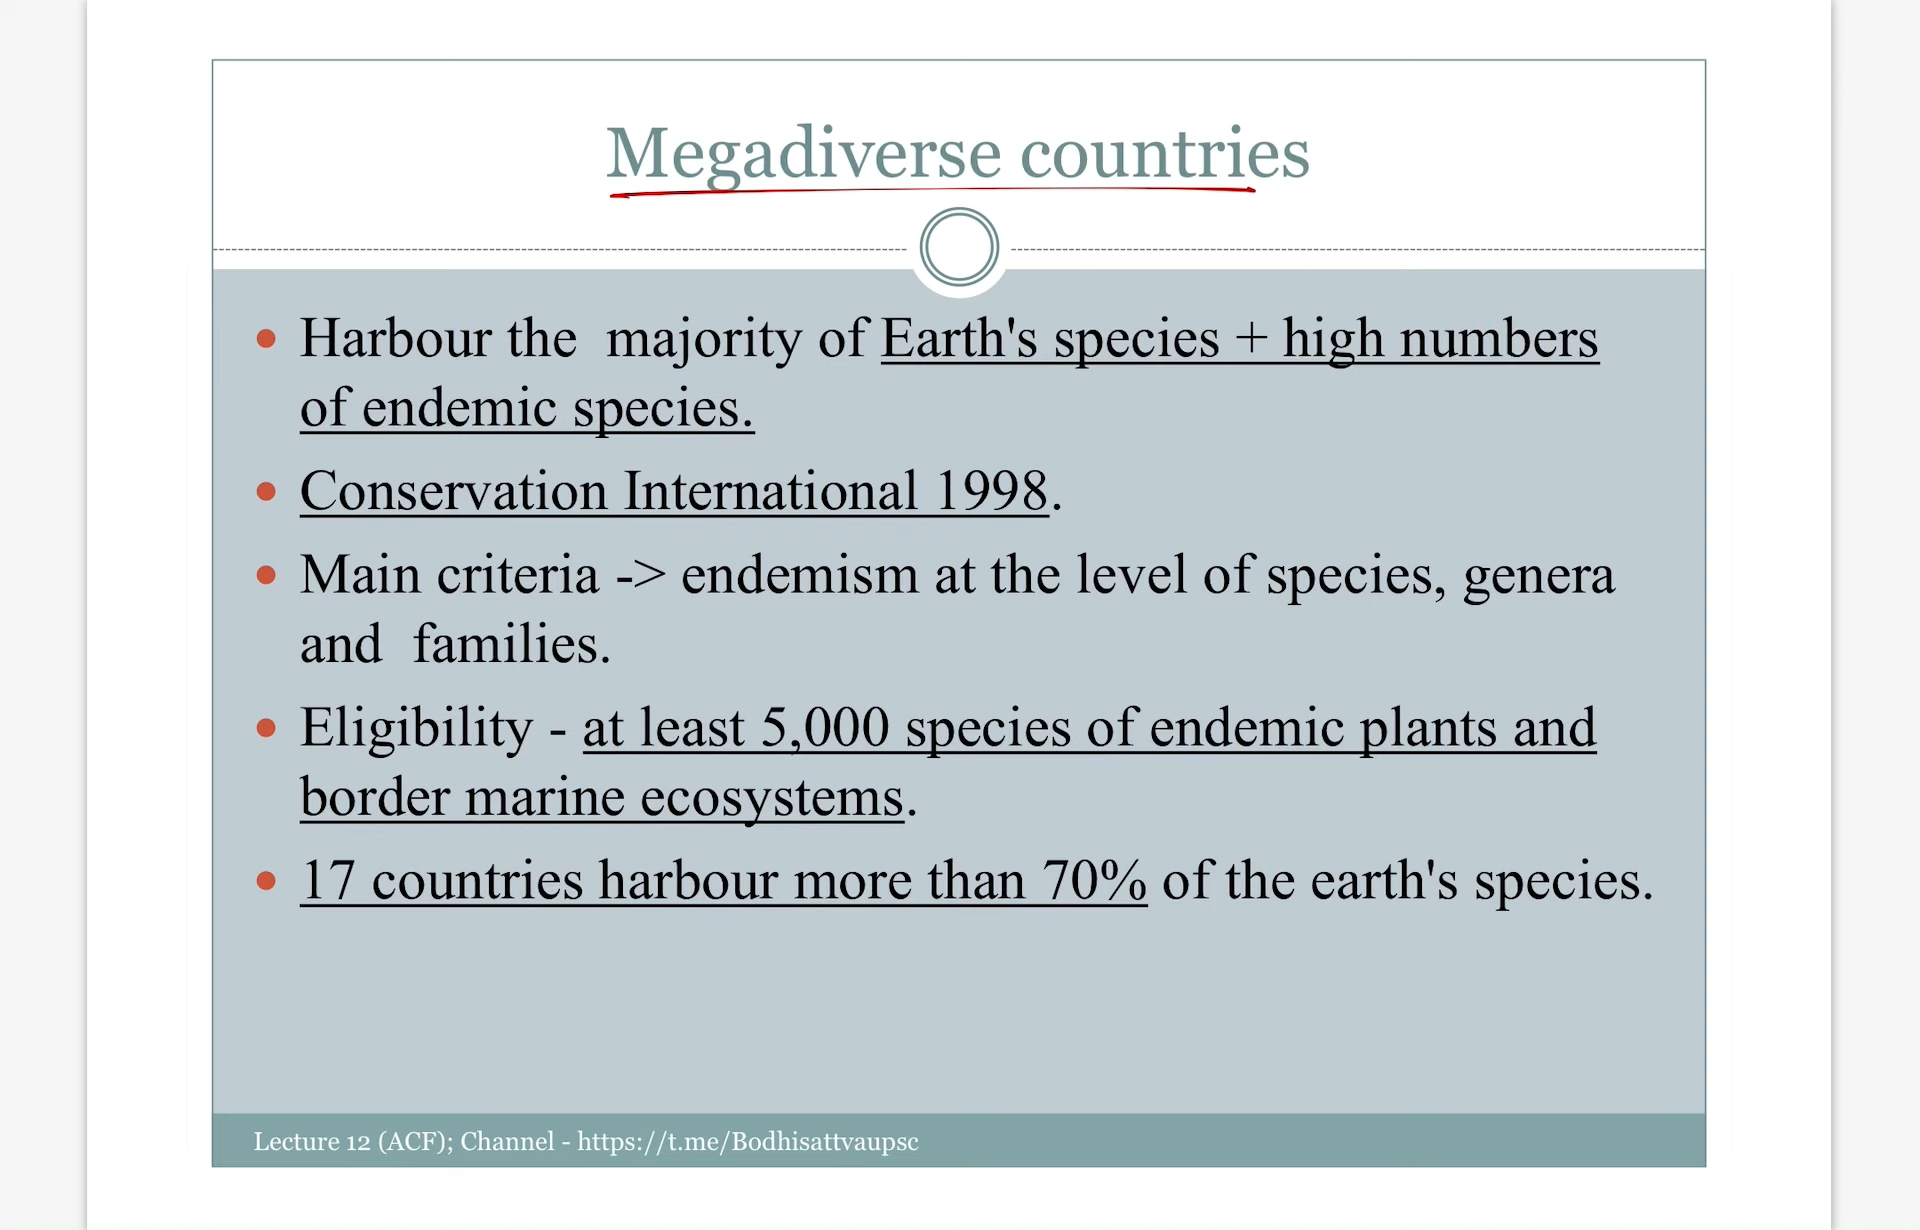 Megadiverse countries
Harbour the majority of Earth's species + high numbers
of endemic species.
Conservation International 1998.
Main criteria -> endemism at the level of species, genera
and families.
Eligibility - at least 5,000 species of endemic plants and
border marine ecosystems.
17 countries harbour more than 70% of the earth's species.
Lecture 12 (ACF); Channel - https://t.me/Bodhisattvaupsc